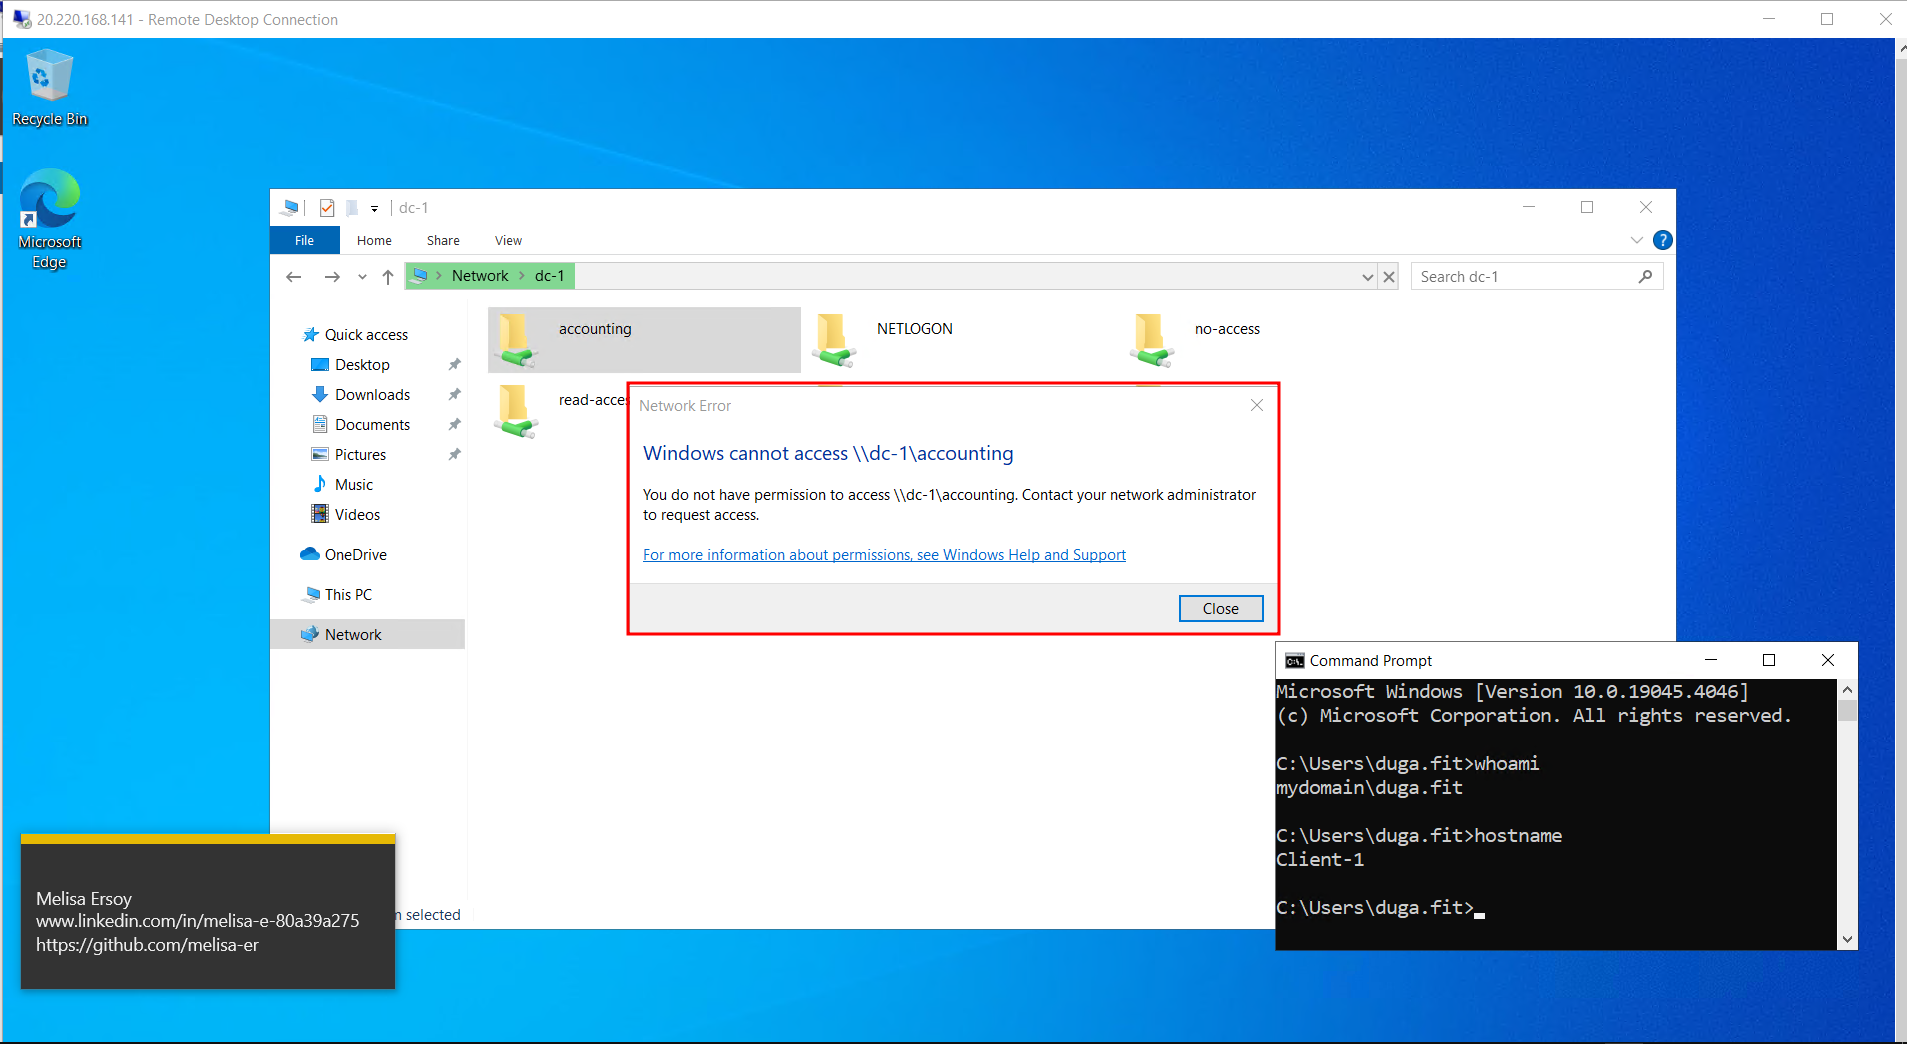 20.220.168.141 - Remote Desktop Connection
Recycle Bin
Microsoft
Edge
dc-1
File
Home
Share
View
?
Network
dc-1
Search dc-1
Quick access
Desktop
Downloads
Documents
Pictures
Music
Videos
OneDrive
This PC
Network
accounting
NETLOGON
no-access
read-acces
Network Error
Windows cannot access \\dc-1\accounting
You do not have permission to access \\dc-1\accounting. Contact your network administrator
to request access.
For more information about permissions, see Windows Help and Support
Close
Command Prompt
Microsoft Windows [Version 10.0.19045.4046]
(c) Microsoft Corporation. All rights reserved.
C:\Users\duga.fit>whoami
mydomain\duga.fit
C:\Users\duga.fit>hostname
Client-1
C:\Users\duga.fit>
Melisa Ersoy
www.linkedin.com/in/melisa-e-80a39a275
https://github.com/melisa-er
selected